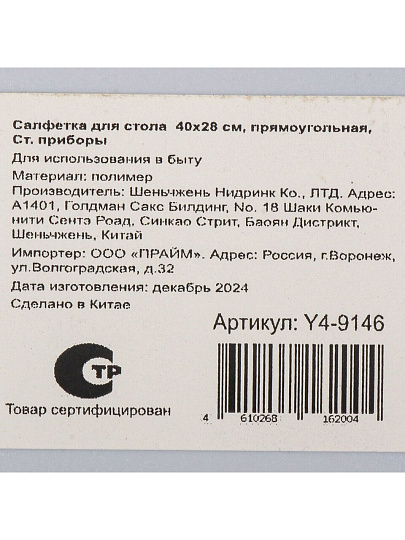 Салфетка для стола 40х28 см, прямоугольная,
Ст. приборы
Для использования в быту
Материал: полимер
Производитель: Шеньчжень Нидринк Ко., ЛТД. Адрес:
А1401, Голдман Сакс Билдинг, No. 18 Шаки Комью-
нити Сентэ Роад, Синкао Стрит, Баоян Дистрикт,
Шеньчжень, Китай
Импортер: ООО «ПРАЙМ». Адрес: Россия, г.Воронеж,
ул.Волгоградская, д.32
Дата изготовления: декабрь 2024
Сделано в Китае
Артикул: Y4-9146
СТР
Товар сертифицирован
4 610268 162004